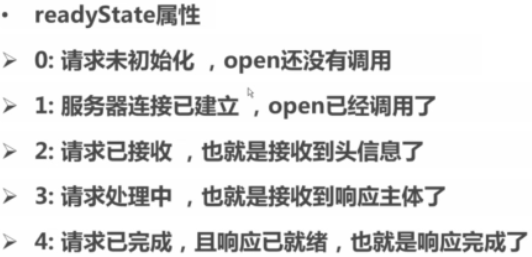 • readyState属性
➢ 0: 请求未初始化 ，open还没有调用
➢ 1: 服务器连接已建立 ，open已经调用了
➢ 2: 请求已接收 ，也就是接收到头信息了
➢ 3: 请求处理中 ，也就是接收到响应主体了
➢ 4: 请求已完成，且响应已就绪，也就是响应完成了